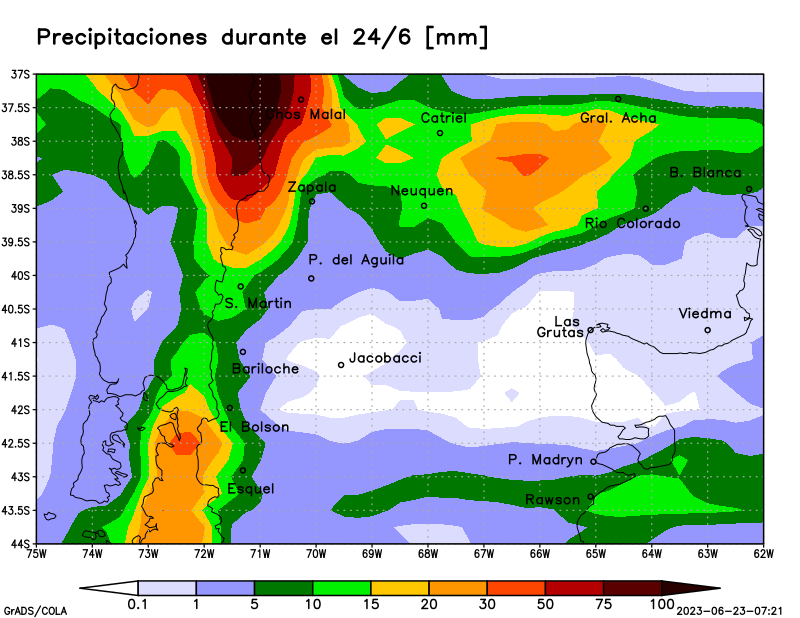 Precipitaciones durante el 24/6 [mm]
37S
37.5S
Chos Malal
Catriel
Gral. Acha
38S
38.5S
B. Blanca
Zapala
Neuquen
39S
Rio Colorado
39.5S
P. del Aguila
40S
S. Martin
40.5S
Viedma
Las
Grutas
41S
Jacobacci
Bariloche
41.5S
42S
El Bolson
42.5S
P. Madryn
43S
Esquel
Rawson
43.5S
44S
75W 74W 73W 72W 71W 70W 69W 68W 67W 66W 65W 64W 63W 62W
0.1 1 5 10 15 20 30 50 75 100
GrADS/COLA
2023-06-23-07:21